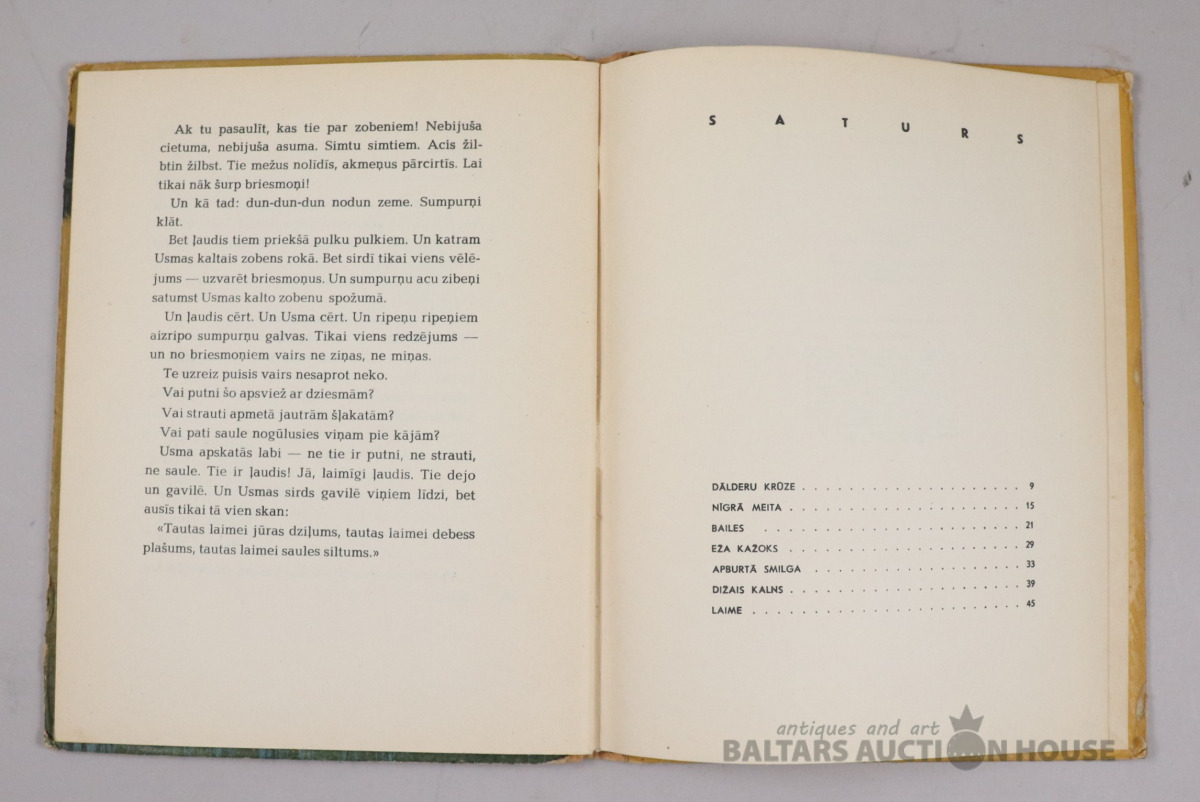 Ak tu pasaulīt, kas tie par zobeniem! Nebijuša
cietuma, nebijuša asuma. Simtu simtiem. Acis žil-
btin žilbst. Tie mežus nolīdīs, akmeņus pārcirtīs. Lai
tikai nāk šurp briesmoņi!
Un kā tad: dun-dun-dun nodun zeme. Sumpurņi
klāt.
Bet ļaudis tiem priekšā pulku pulkiem. Un katram
Usmas kaltais zobens rokā. Bet sirdī tikai viens vēlē-
jums — uzvarēt briesmoņus. Un sumpurņu acu zibeņi
satumst Usmas kalto zobenu spožumā.
Un ļaudis cērt. Un Usma cērt. Un ripeņu ripeņiem
aizripo sumpurņu galvas. Tikai viens redzējums —
un no briesmoņiem vairs ne ziņas, ne miņas.
Te uzreiz puisis vairs nesaprot neko.
Vai putni šo apsviež ar dziesmām?
Vai strauti apmetā jautrām šļakatām?
Vai pati saule nogūlusies viņam pie kājām?
Usma apskatās labi — ne tie ir putni, ne strauti,
ne saule. Tie ir ļaudis! Jā, laimīgi ļaudis. Tie dejo
un gavilē. Un Usmas sirds gavilē viņiem līdzi, bet
ausīs tikai tā vien skan:
«Tautas laimei jūras dziļums, tautas laimei debess
plašums, tautas laimei saules siltums.»
SATURS
DĀLDERU KRŪZE . . . . . . . . . . . . . . . . . . . 9
NĪGRĀ MEITA . . . . . . . . . . . . . . . . . . . . 15
BAILES . . . . . . . . . . . . . . . . . . . . . . 21
EŽA KAŽOKS . . . . . . . . . . . . . . . . . . . . 29
APBURTĀ SMILGA . . . . . . . . . . . . . . . . . . 33
DIŽAIS KALNS . . . . . . . . . . . . . . . . . . . 39
LAIME . . . . . . . . . . . . . . . . . . . . . . . 45
antiques and art
BALTARS AUCTION HOUSE